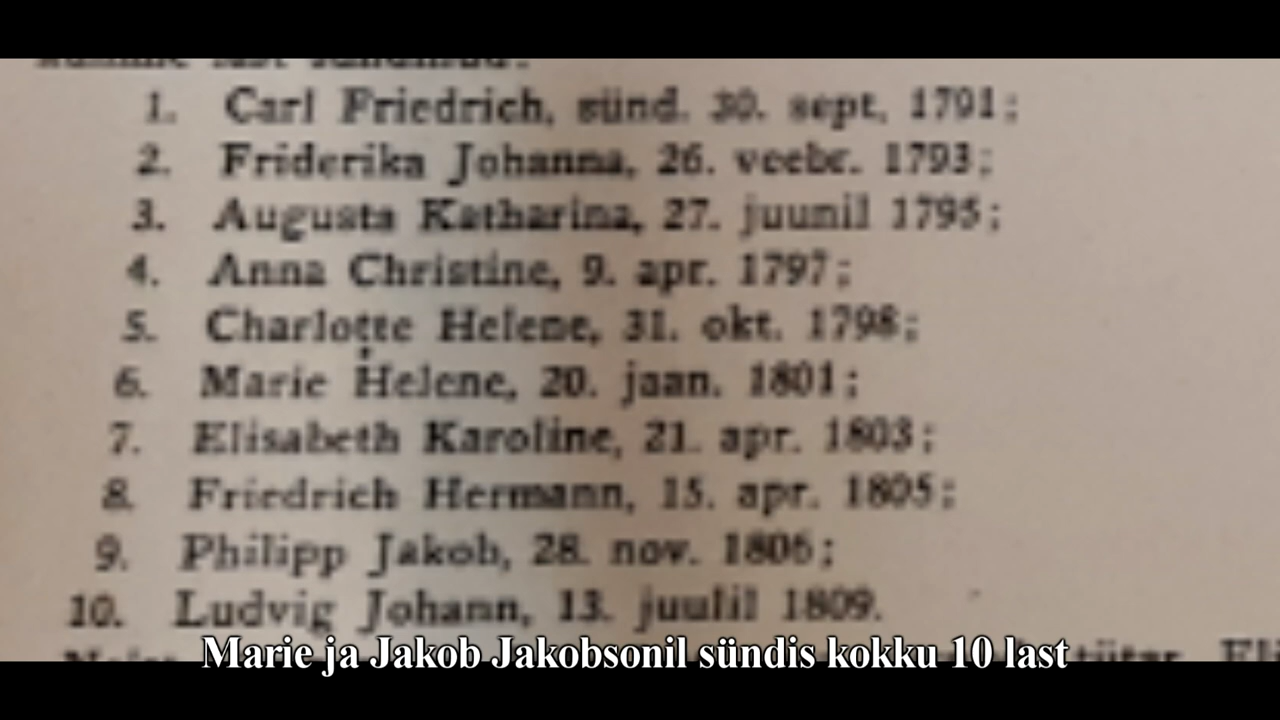 1. Carl Friedrich, sünd. 30. sept. 1791;
2. Friderika Johanna, 26. veebr. 1793;
3. Augusta Katharina, 27. juunil 1795;
4. Anna Christine, 9. apr. 1797;
5. Charlotte Helene, 31. okt. 1798;
6. Marie Helene, 20. jaan. 1801;
7. Elisabeth Karoline, 21. apr. 1803;
8. Friedrich Hermann, 15. apr. 1805;
9. Philipp Jakob, 28. nov. 1806;
10. Ludvig Johann, 13. juulil 1809.
Marie ja Jakob Jakobsonil sündis kokku 10 last